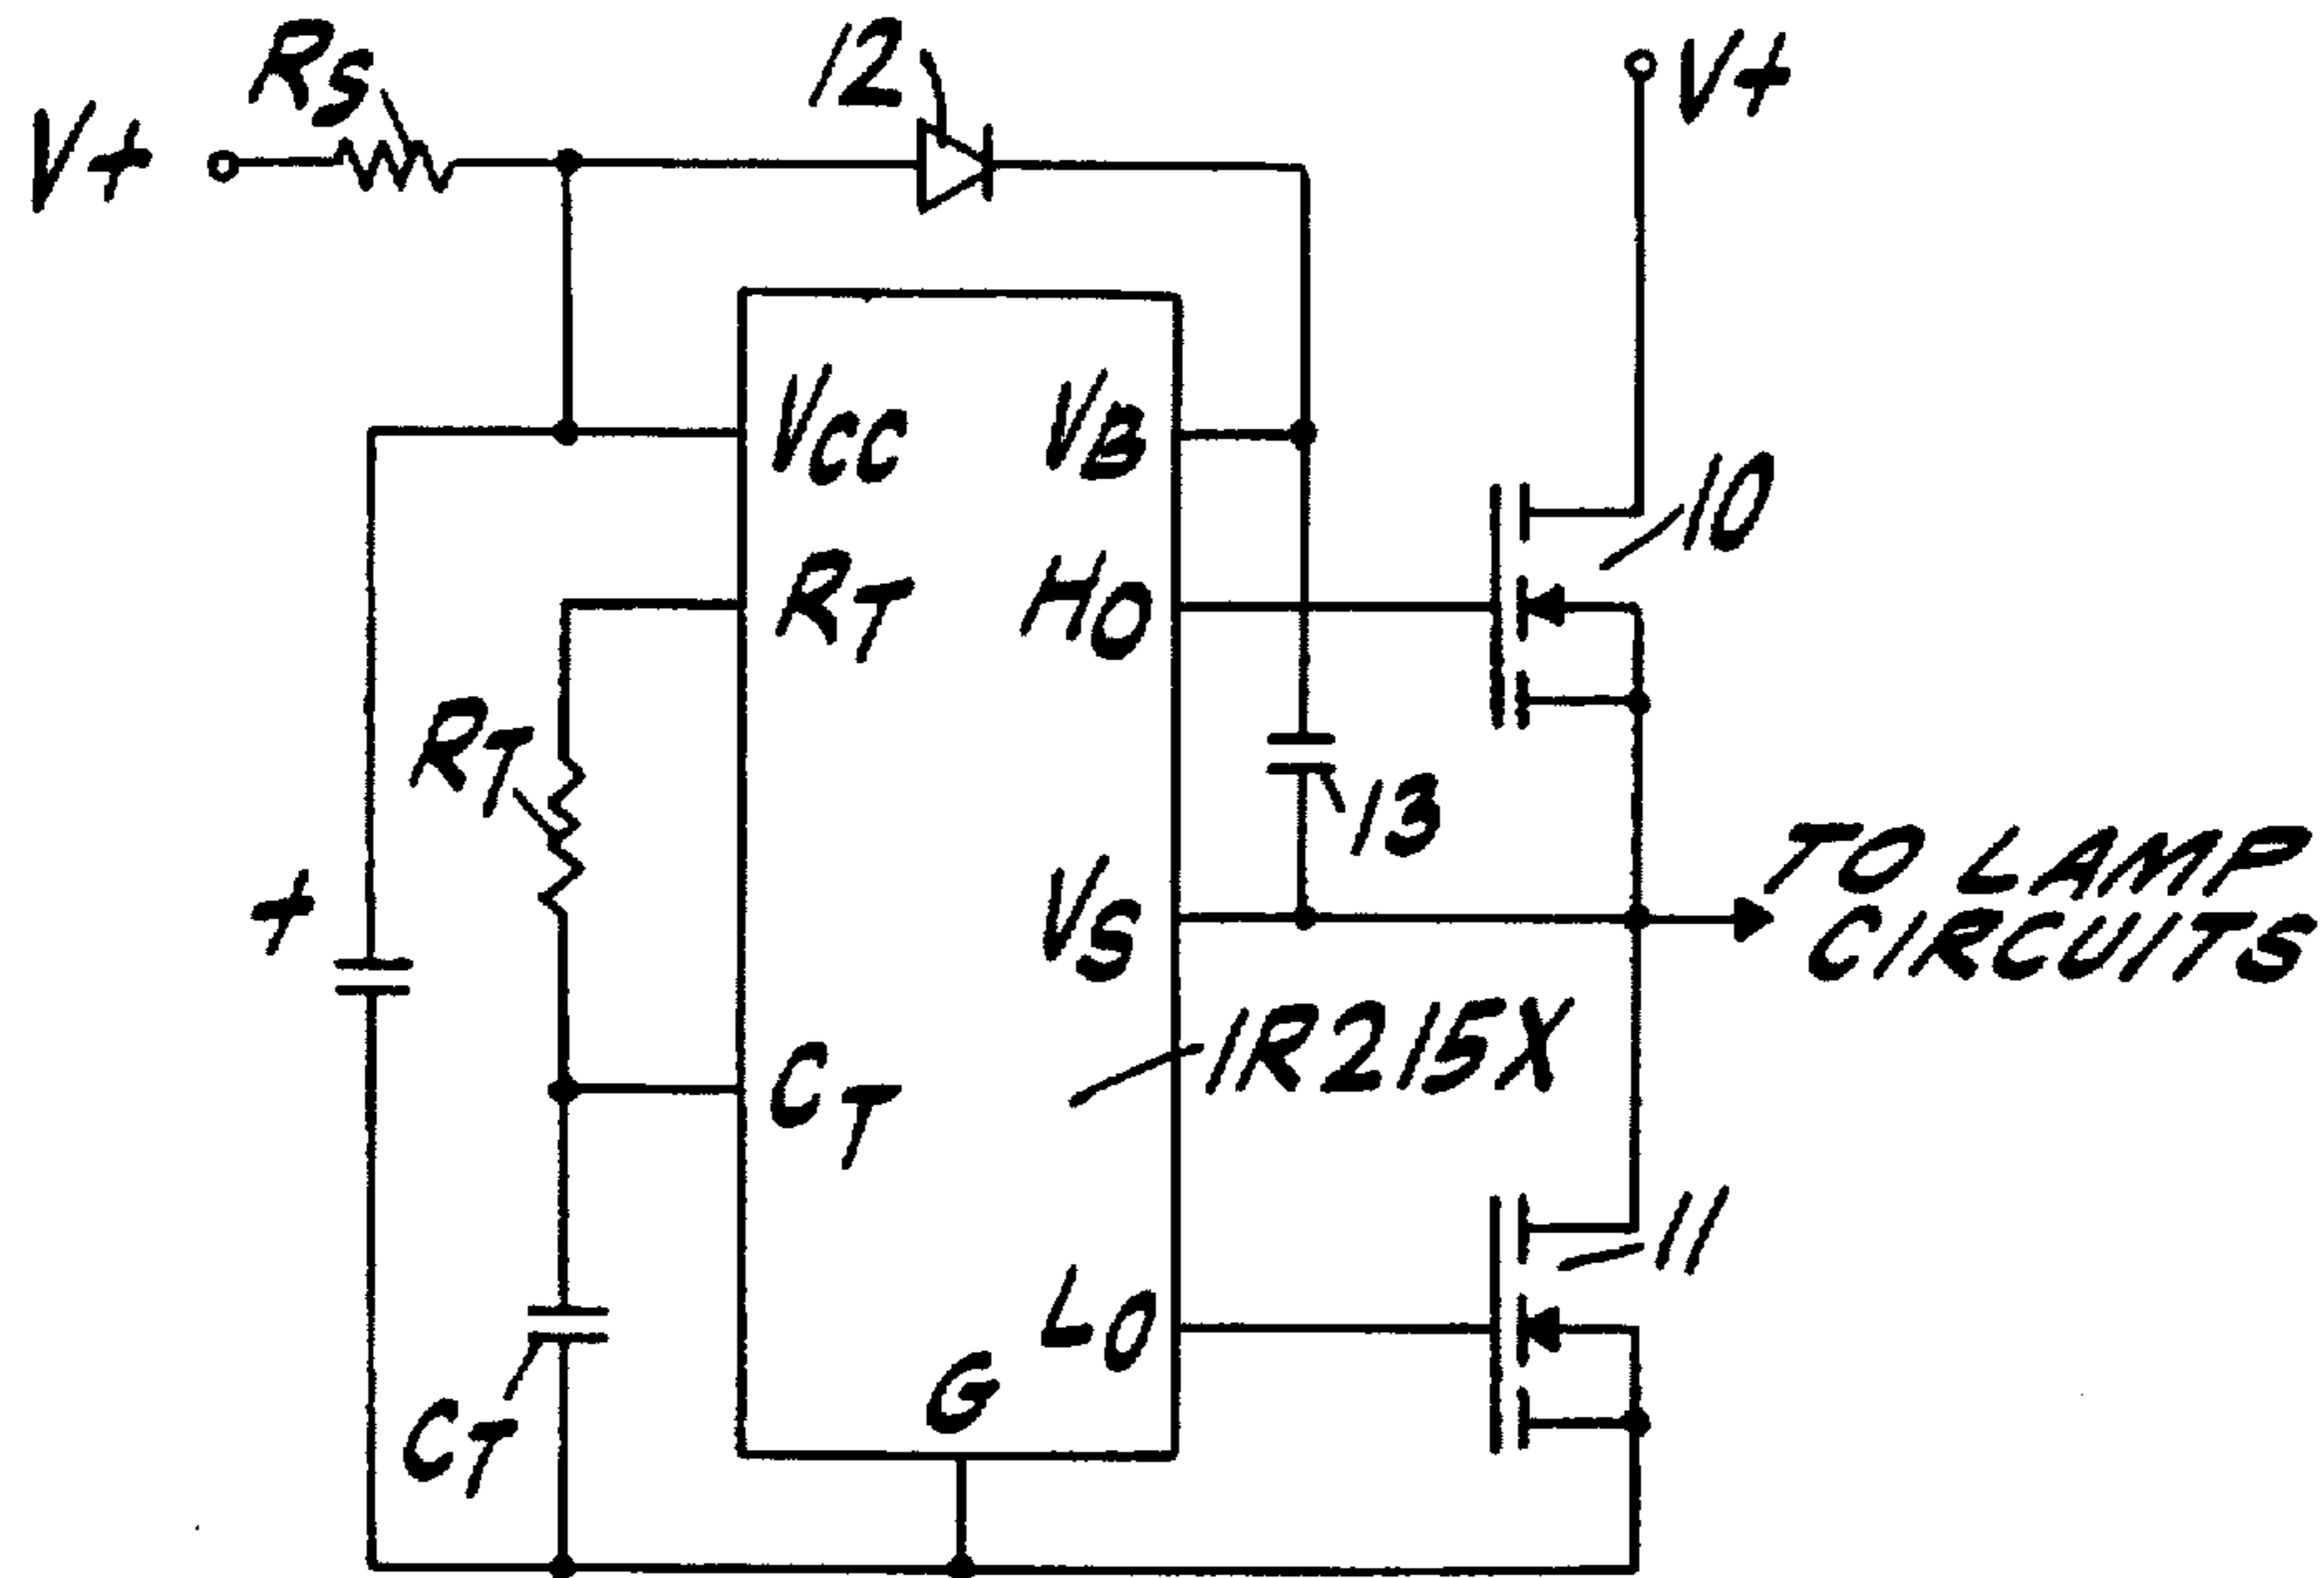 RS
12
V+
V+
VCC
VB
10
RT
HO
RT
13
+
VS
TO LAMP
CIRCUITS
IR215X
CT
11
LO
G
CT